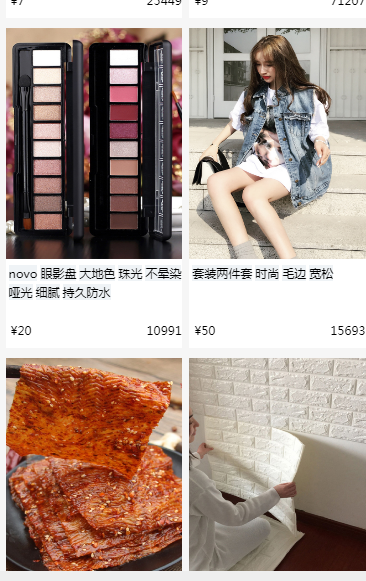 ¥7 25449
¥9 71207
novo 眼影盘 大地色 珠光 不晕染
哑光 细腻 持久防水
¥20 10991
套装两件套 时尚 毛边 宽松
¥50 15693